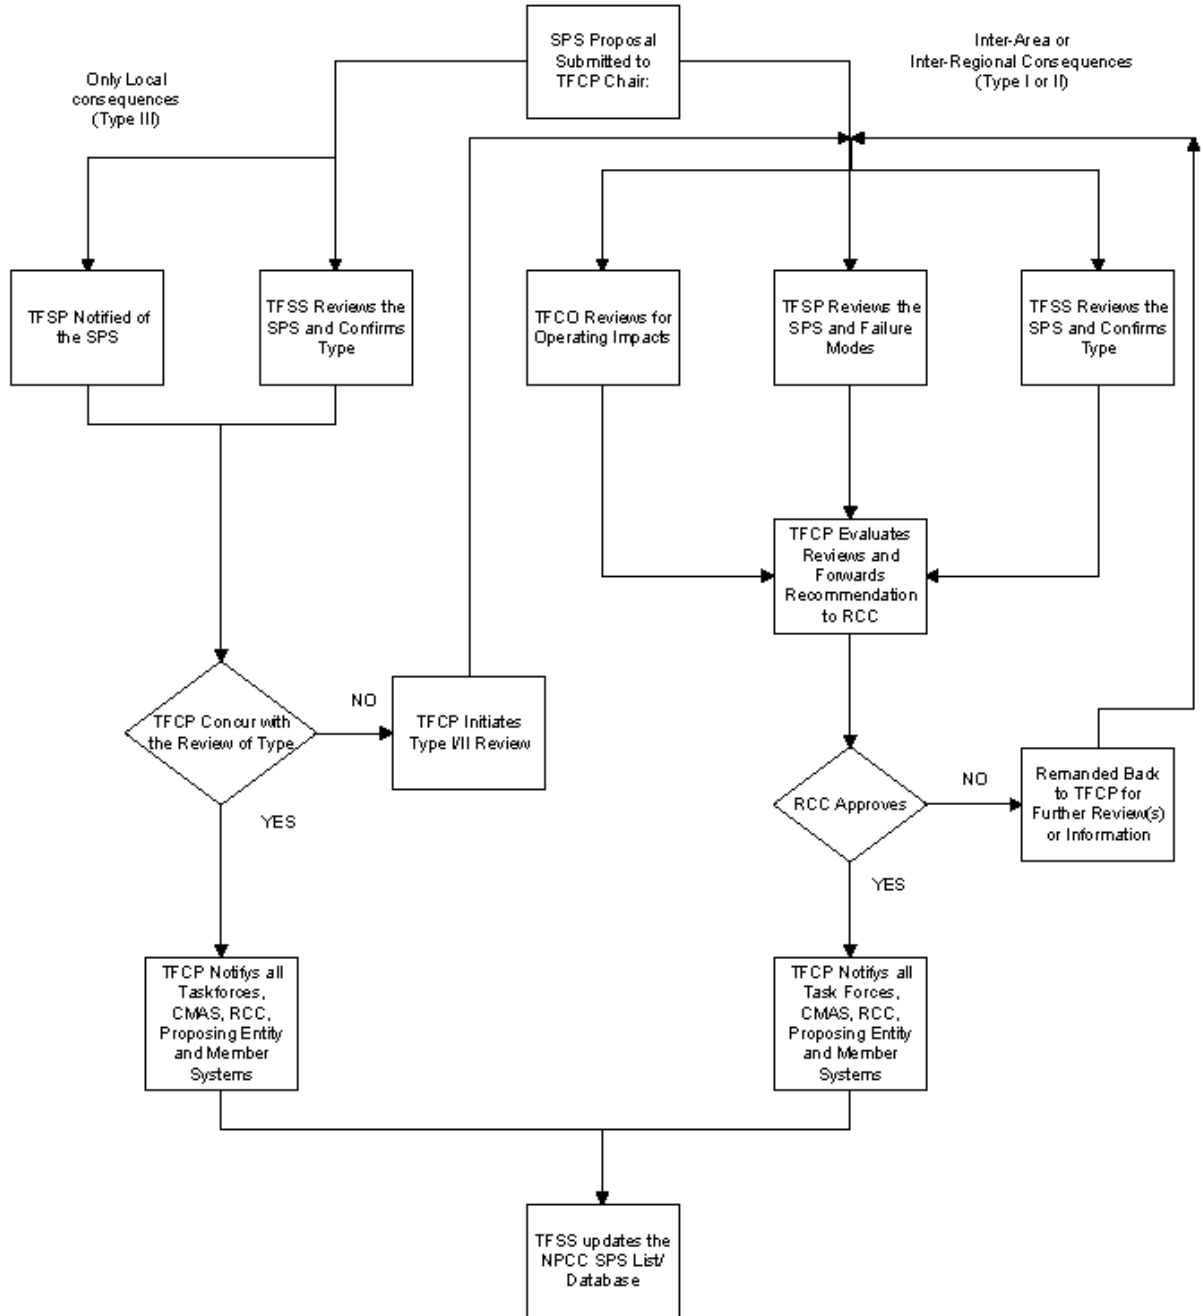 SPS Proposal
Submitted to
TFCP Chair:
Inter-Area or
Inter-Regional Consequences
(Type I or II)
Only Local
consequences
(Type III)
TFSP Notified of
the SPS
TFSS Reviews the
SPS and Confirms
Type
TFCO Reviews for
Operating Impacts
TFSP Reviews the
SPS and Failure
Modes
TFSS Reviews the
SPS and Confirms
Type
TFCP Evaluates
Reviews and
Forwards
Recommendation
to RCC
TFCP Concur with
the Review of Type
NO
TFCP Initiates
Type I/II Review
YES
RCC Approves
NO
Remanded Back
to TFCP for
Further Review(s)
or Information
YES
TFCP Notifys all
Taskforces,
CMAS, RCC,
Proposing Entity
and Member
Systems
TFCP Notifys all
Task Forces,
CMAS, RCC,
Proposing Entity
and Member
Systems
TFSS updates the
NPCC SPS List/
Database